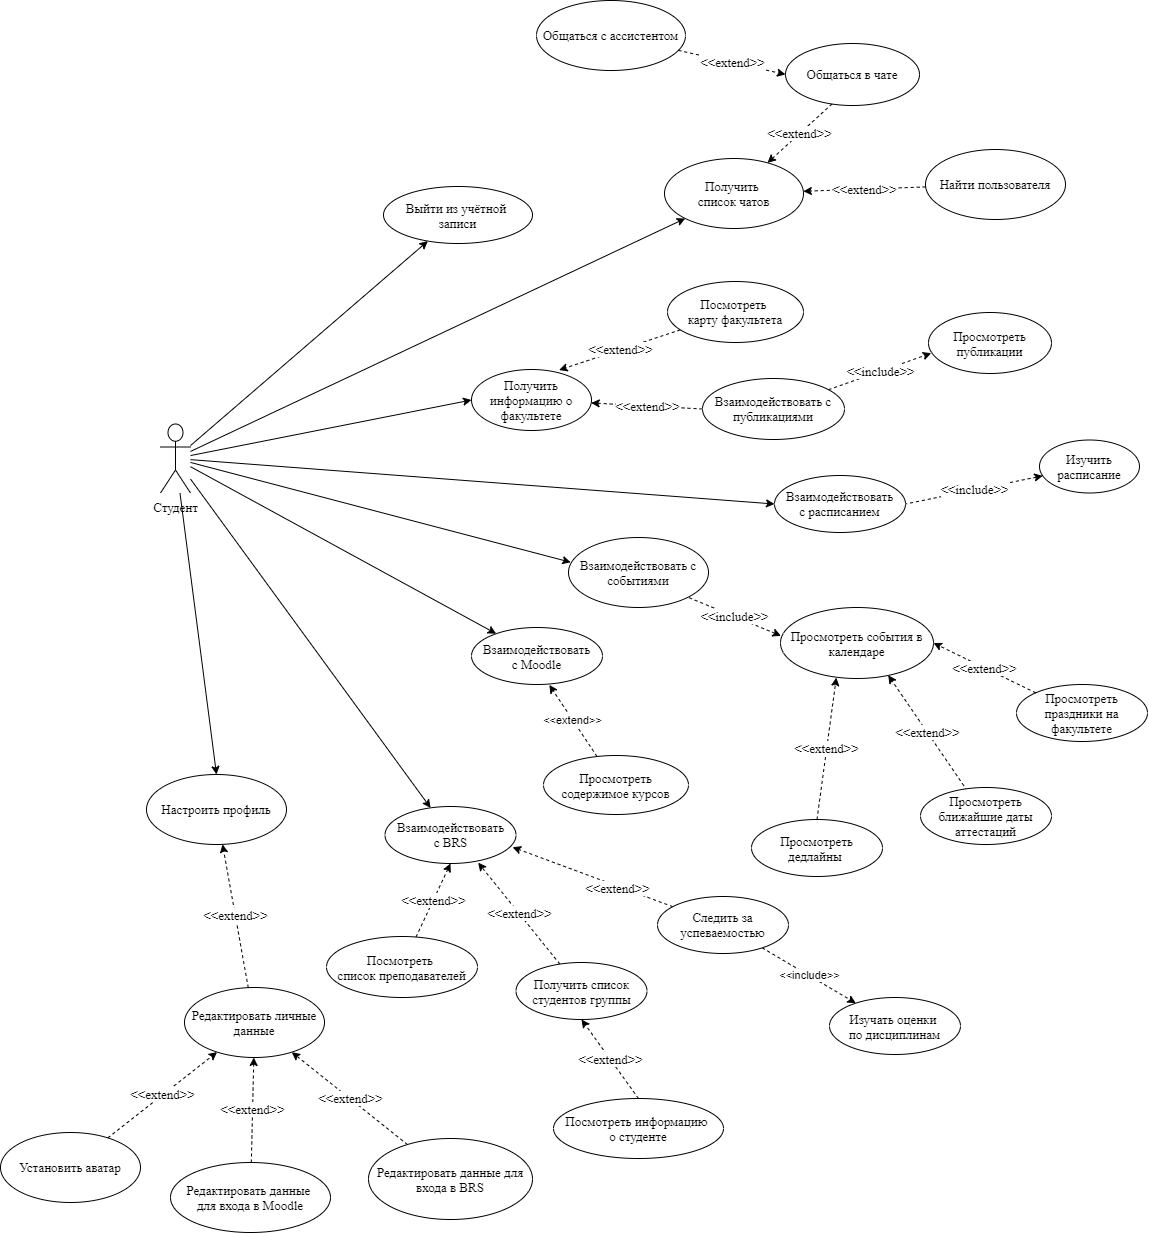 Общаться с ассистентом
<<extend>>
Общаться в чате
<<extend>>
Получить
список чатов
<<extend>>
Найти пользователя
Выйти из учётной
записи
Посмотреть
карту факультета
<<extend>>
Просмотреть
публикации
<<include>>
Получить
информацию о
факультете
<<extend>>
Взаимодействовать с
публикациями
Студент
Изучить
расписание
<<include>>
Взаимодействовать
с расписанием
Взаимодействовать с
событиями
<<include>>
Просмотреть события в
календаре
Взаимодействовать
с Moodle
<<extend>>
Просмотреть
праздники на
факультете
<<extend>>
<<extend>>
<<extend>>
Просмотреть
содержимое курсов
Просмотреть
ближайшие даты
аттестаций
Просмотреть
дедлайны
Настроить профиль
Взаимодействовать
с BRS
<<extend>>
<<extend>>
<<extend>>
<<extend>>
Следить за
успеваемостью
Посмотреть
список преподавателей
<<include>>
Получить список
студентов группы
Изучать оценки
по дисциплинам
Редактировать личные
данные
<<extend>>
<<extend>>
<<extend>>
<<extend>>
Посмотреть информацию
о студенте
Установить аватар
Редактировать данные
для входа в Moodle
Редактировать данные для
входа в BRS